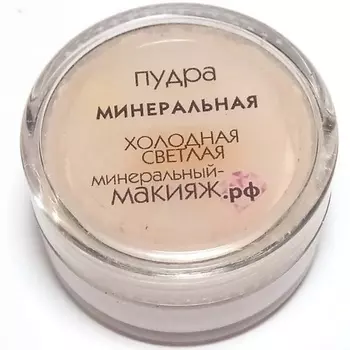 пудра
МИНЕРАЛЬНАЯ
ХОЛОДНАЯ
СВЕТЛАЯ
минеральный-
макияж.рф